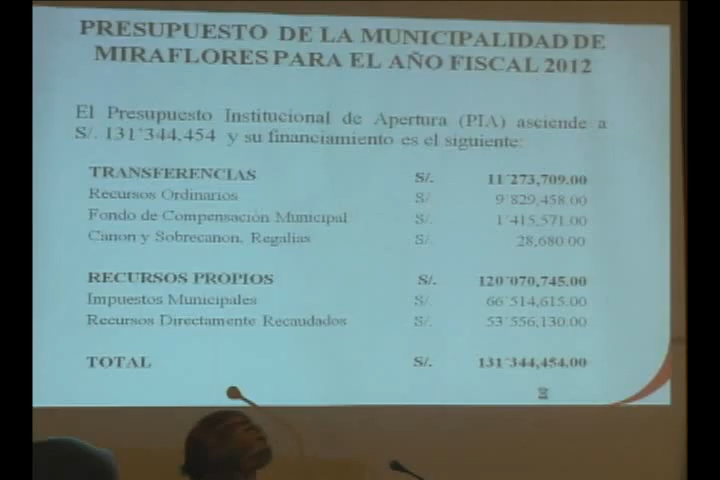 PRESUPUESTO DE LA MUNICIPALIDAD DE
MIRAFLORES PARA EL AÑO FISCAL 2012
El Presupuesto Institucional de Apertura (PIA) asciende a
S/. 131´344,454 y su financiamiento es el siguiente:
TRANSFERENCIAS S/. 11´273,709.00
Recursos Ordinarios S/ 9´829,458.00
Fondo de Compensación Municipal S/. 1´415,571.00
Canon y Sobrecanon, Regalias S/. 28,680.00
RECURSOS PROPIOS S/. 120´070,745.00
Impuestos Municipales S/. 66´514,615.00
Recursos Directamente Recaudados S/. 53´556,130.00
TOTAL S/. 131´344,454.00